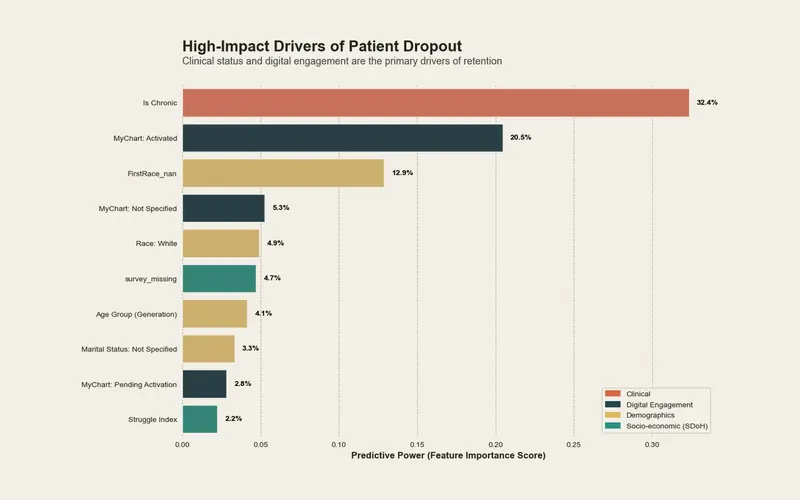 High-Impact Drivers of Patient Dropout
Clinical status and digital engagement are the primary drivers of retention
Is Chronic 32.4%
MyChart: Activated 20.5%
FirstRace_nan 12.9%
MyChart: Not Specified 5.3%
Race: White 4.9%
survey_missing 4.7%
Age Group (Generation) 4.1%
Marital Status: Not Specified 3.3%
MyChart: Pending Activation 2.8%
Struggle Index 2.2%
Clinical
Digital Engagement
Demographics
Socio-economic (SDoH)
0.00 0.05 0.10 0.15 0.20 0.25 0.30
Predictive Power (Feature Importance Score)